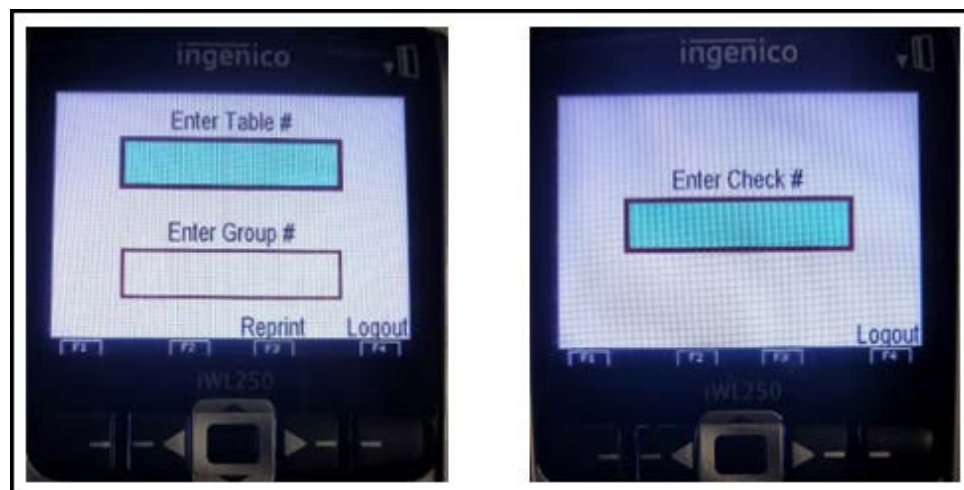 ingenico
Enter Table #
Enter Group #
Reprint Logout
F1 F2 F3 F4
iWL250
ingenico
Enter Check #
Logout
F1 F2 F3 F4
iWL250